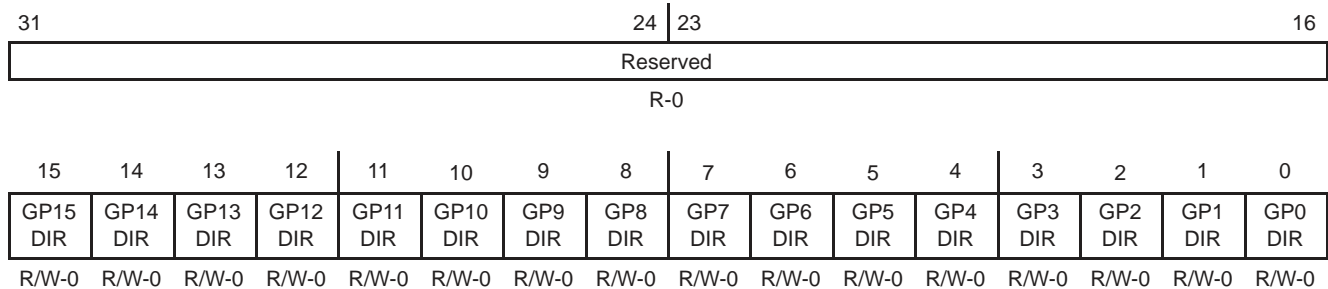 31 24 23 16
Reserved
R-0
15 14 13 12 11 10 9 8 7 6 5 4 3 2 1 0
GP15 GP14 GP13 GP12 GP11 GP10 GP9 GP8 GP7 GP6 GP5 GP4 GP3 GP2 GP1 GP0
DIR DIR DIR DIR DIR DIR DIR DIR DIR DIR DIR DIR DIR DIR DIR DIR
R/W-0 R/W-0 R/W-0 R/W-0 R/W-0 R/W-0 R/W-0 R/W-0 R/W-0 R/W-0 R/W-0 R/W-0 R/W-0 R/W-0 R/W-0 R/W-0